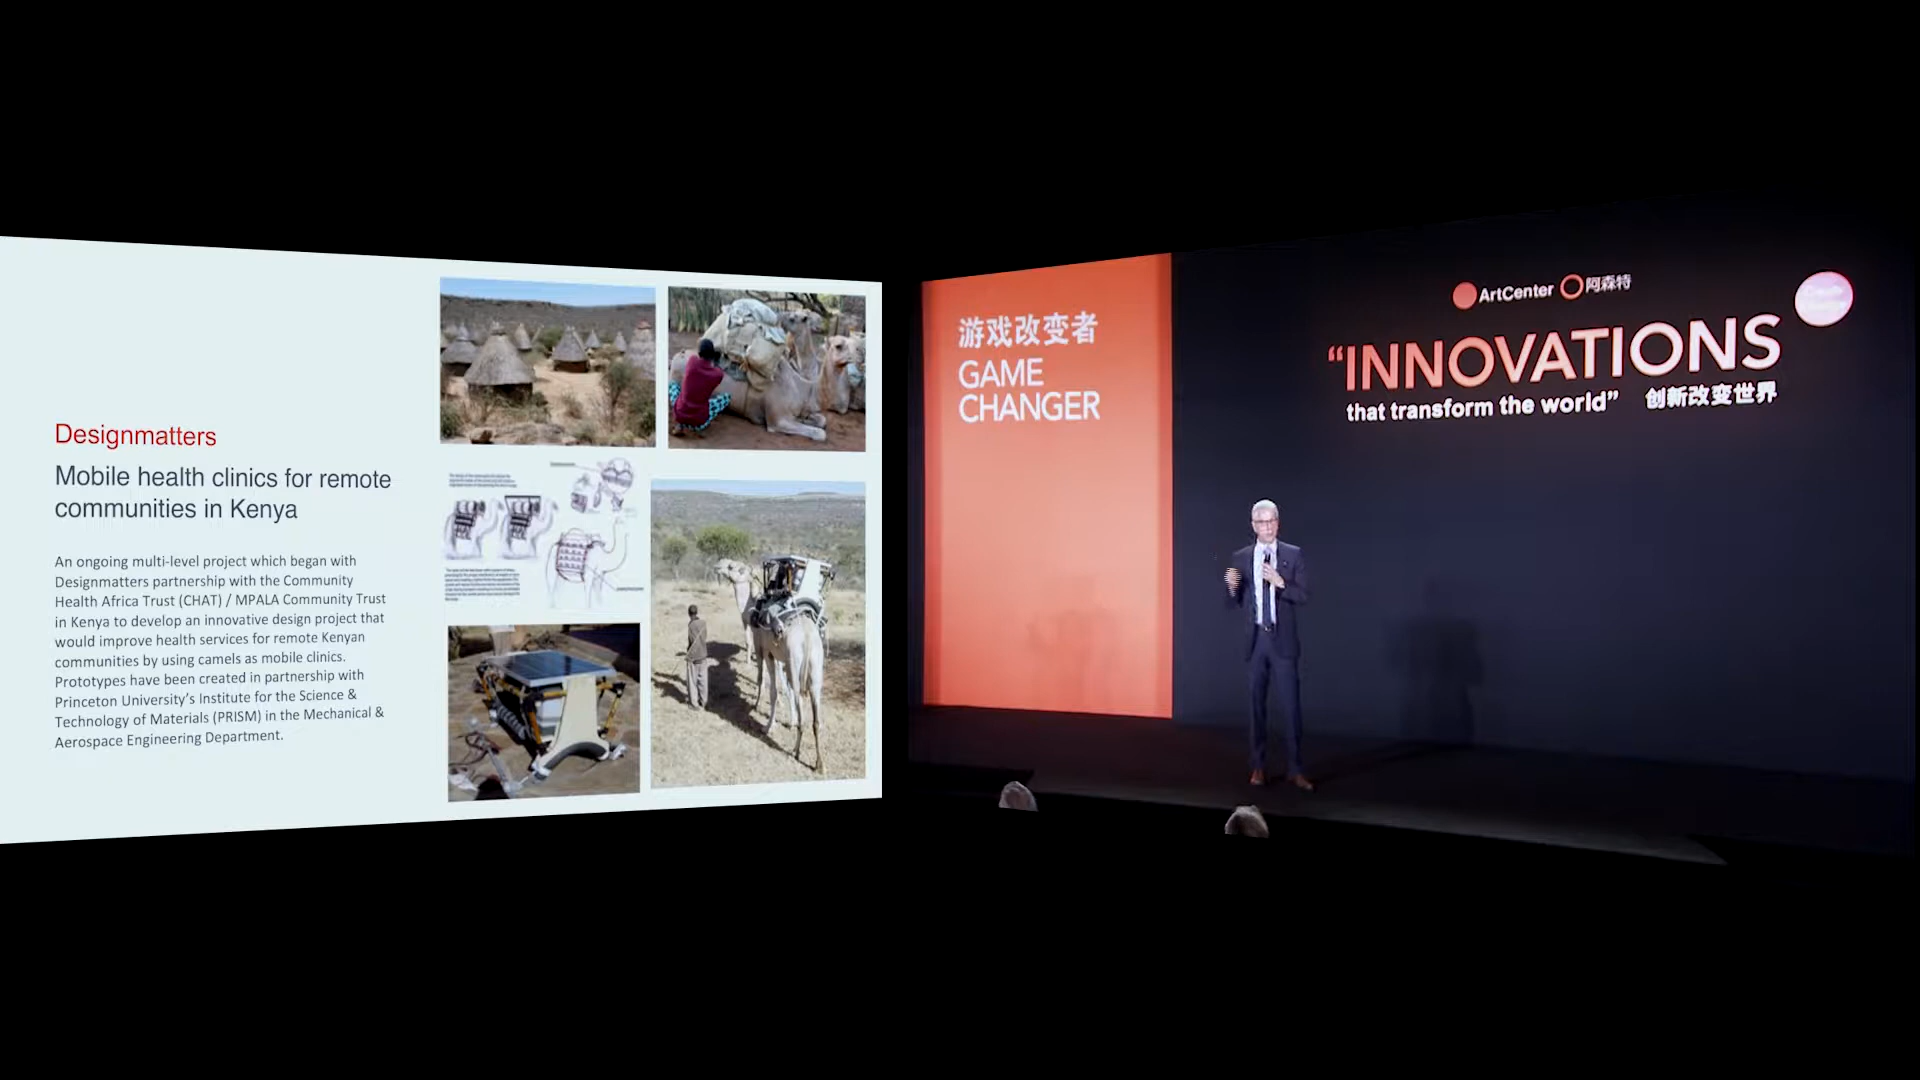 Designmatters
Mobile health clinics for remote
communities in Kenya
An ongoing multi-level project which began with
Designmatters partnership with the Community
Health Africa Trust (CHAT) / MPALA Community Trust
in Kenya to develop an innovative design project that
would improve health services for remote Kenyan
communities by using camels as mobile clinics.
Prototypes have been created in partnership with
Princeton University’s Institute for the Science &
Technology of Materials (PRISM) in the Mechanical &
Aerospace Engineering Department.
游戏改变者
GAME
CHANGER
ArtCenter 阿森特
“INNOVATIONS
that transform the world” 创新改变世界